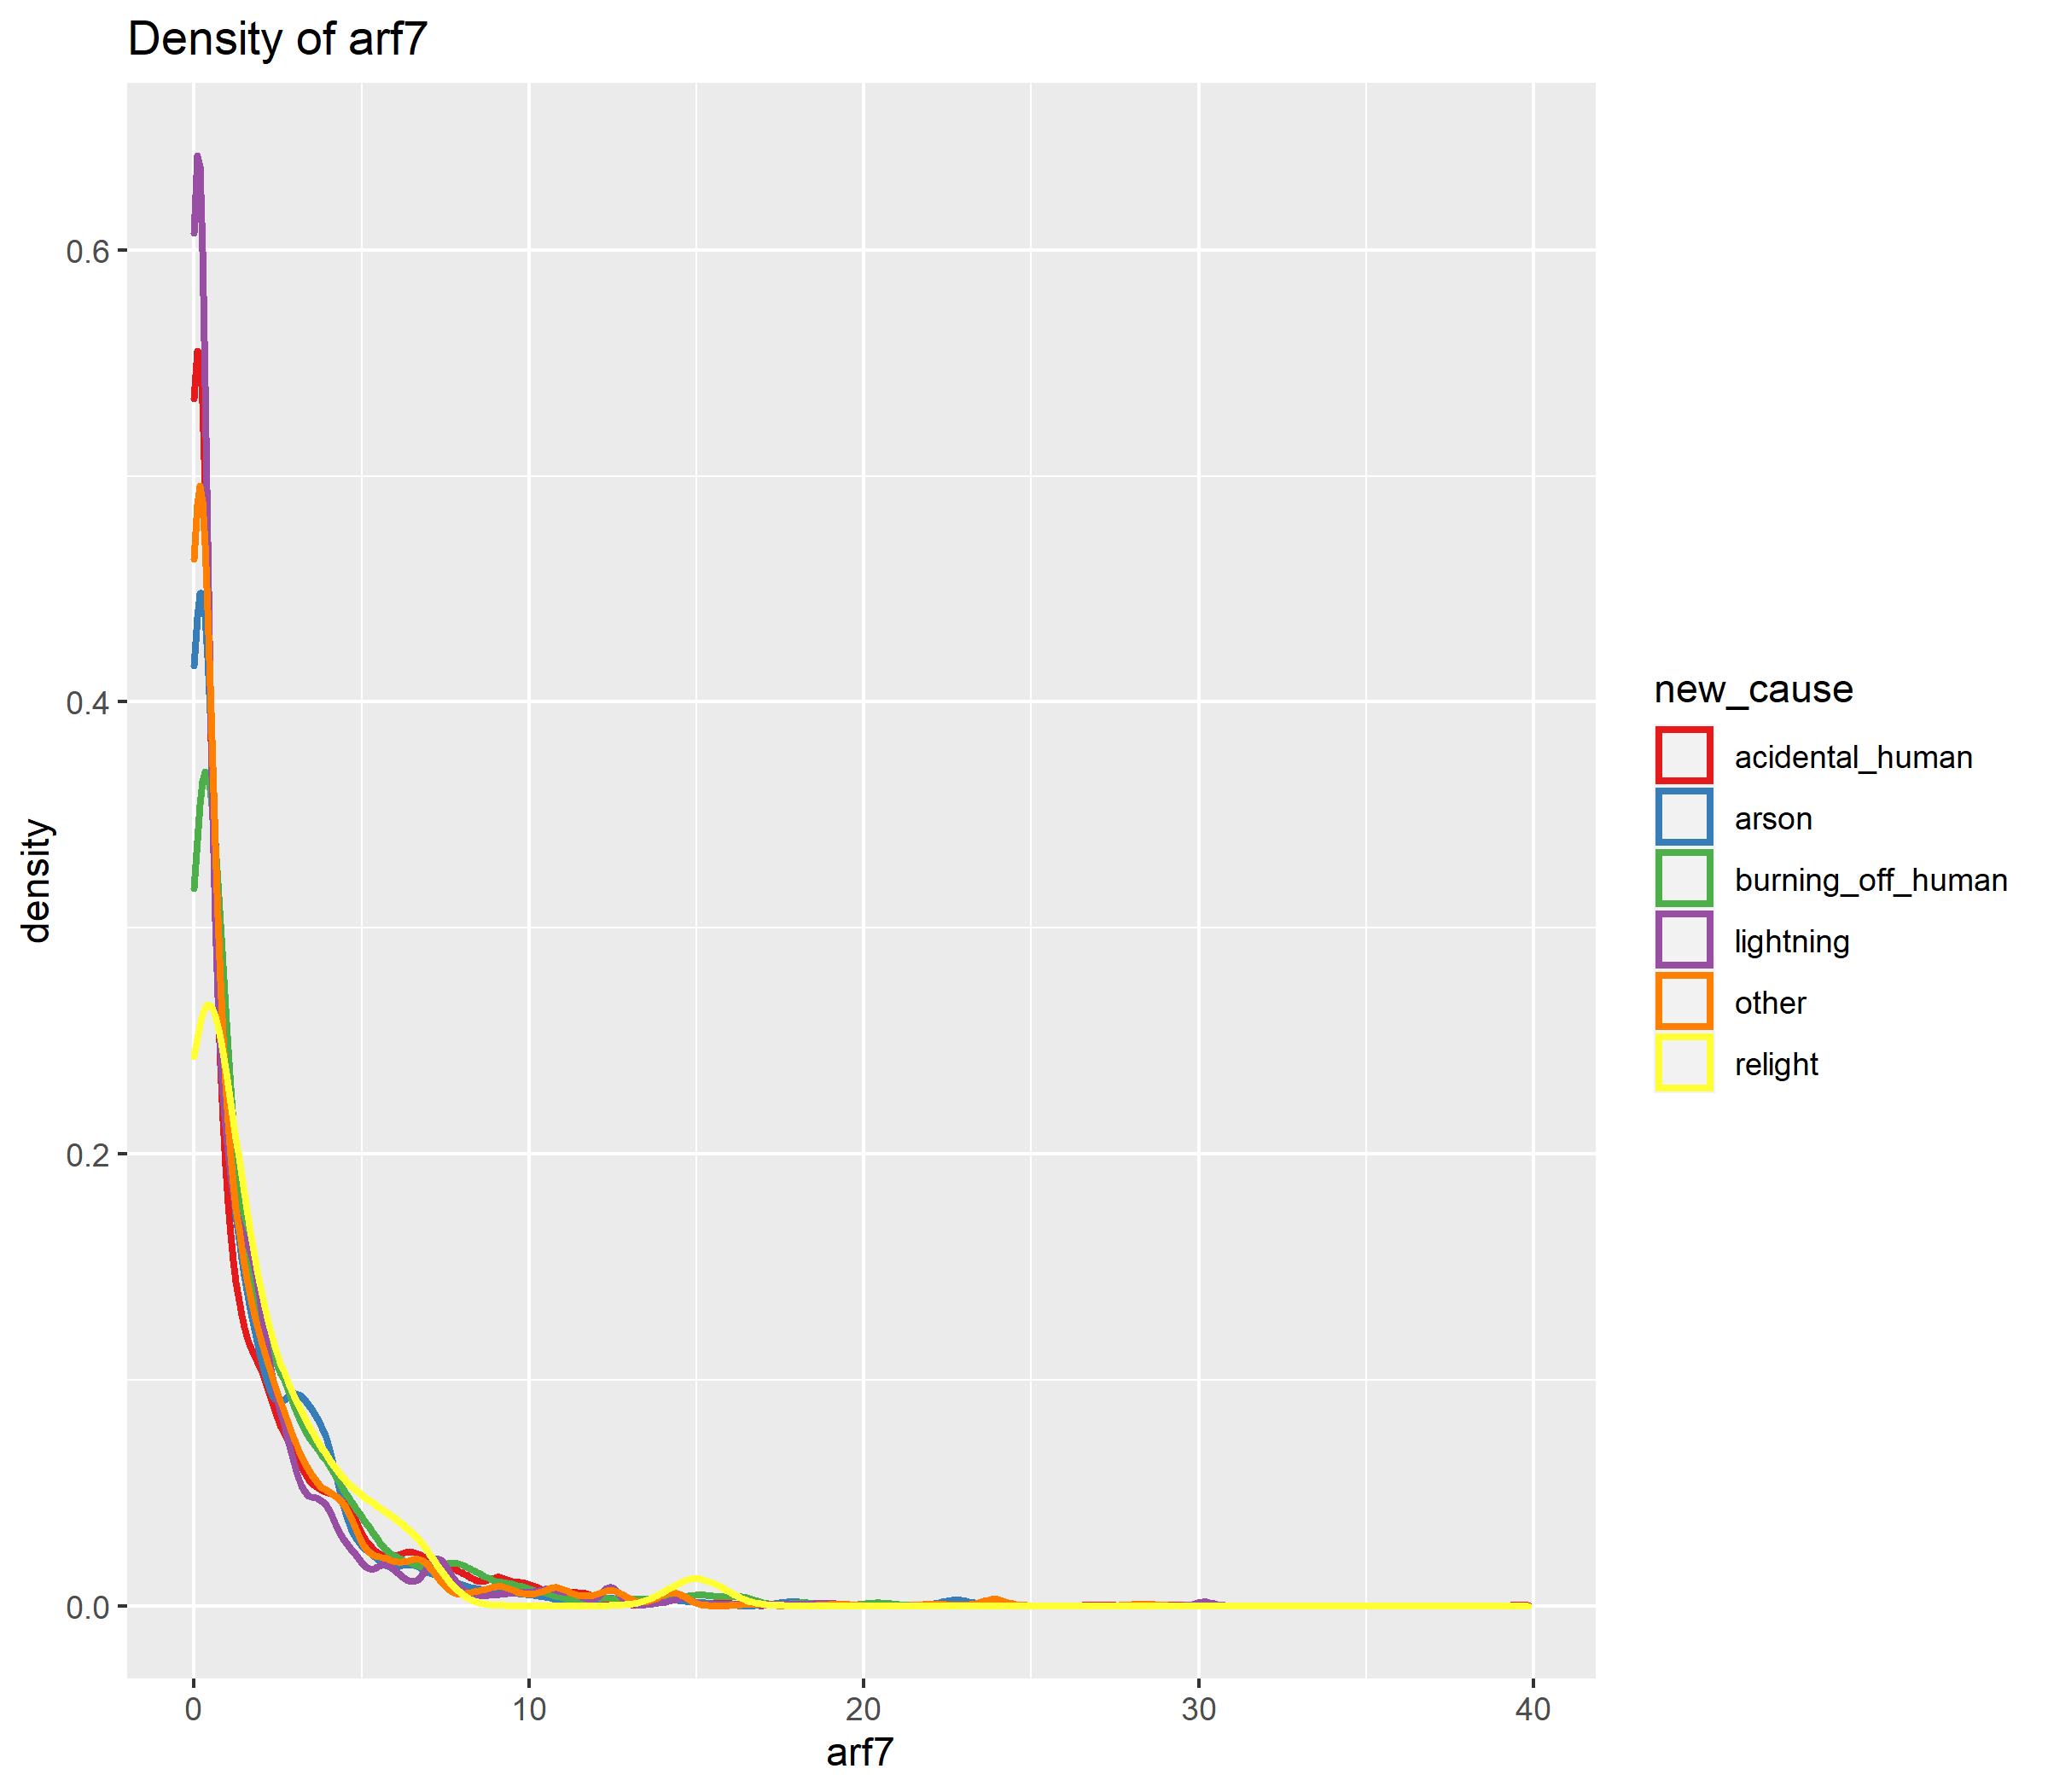 Density of arf7
0.6
0.4
0.2
0.0
density
0 10 20 30 40
arf7
new_cause
acidental_human
arson
burning_off_human
lightning
other
relight